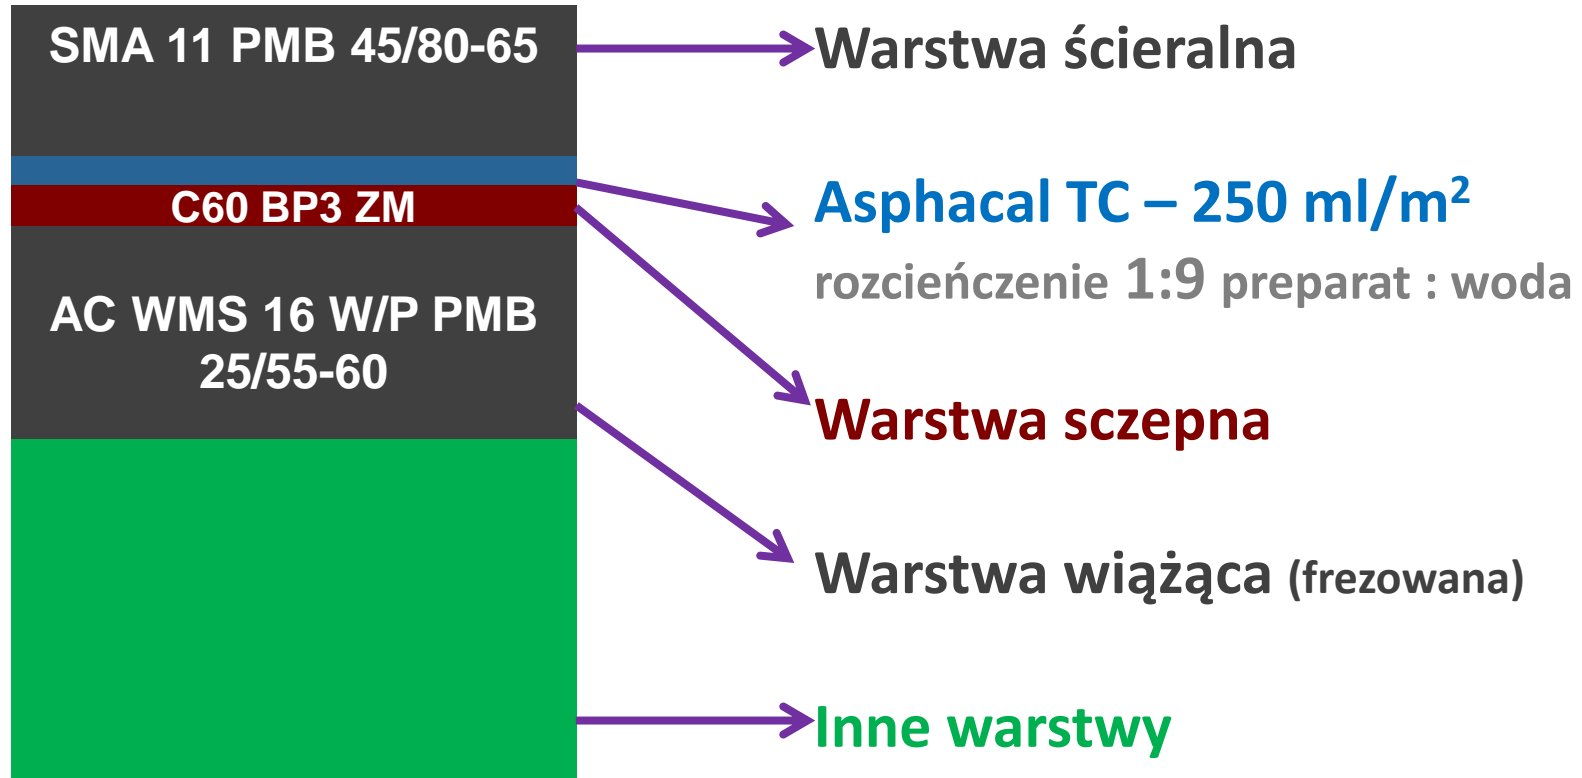 SMA 11 PMB 45/80-65
Warstwa ścieralna
C60 BP3 ZM
Asphacal TC – 250 ml/m²
rozcieńczenie 1:9 preparat : woda
AC WMS 16 W/P PMB
25/55-60
Warstwa sczepna
Warstwa wiążąca (frezowana)
Inne warstwy